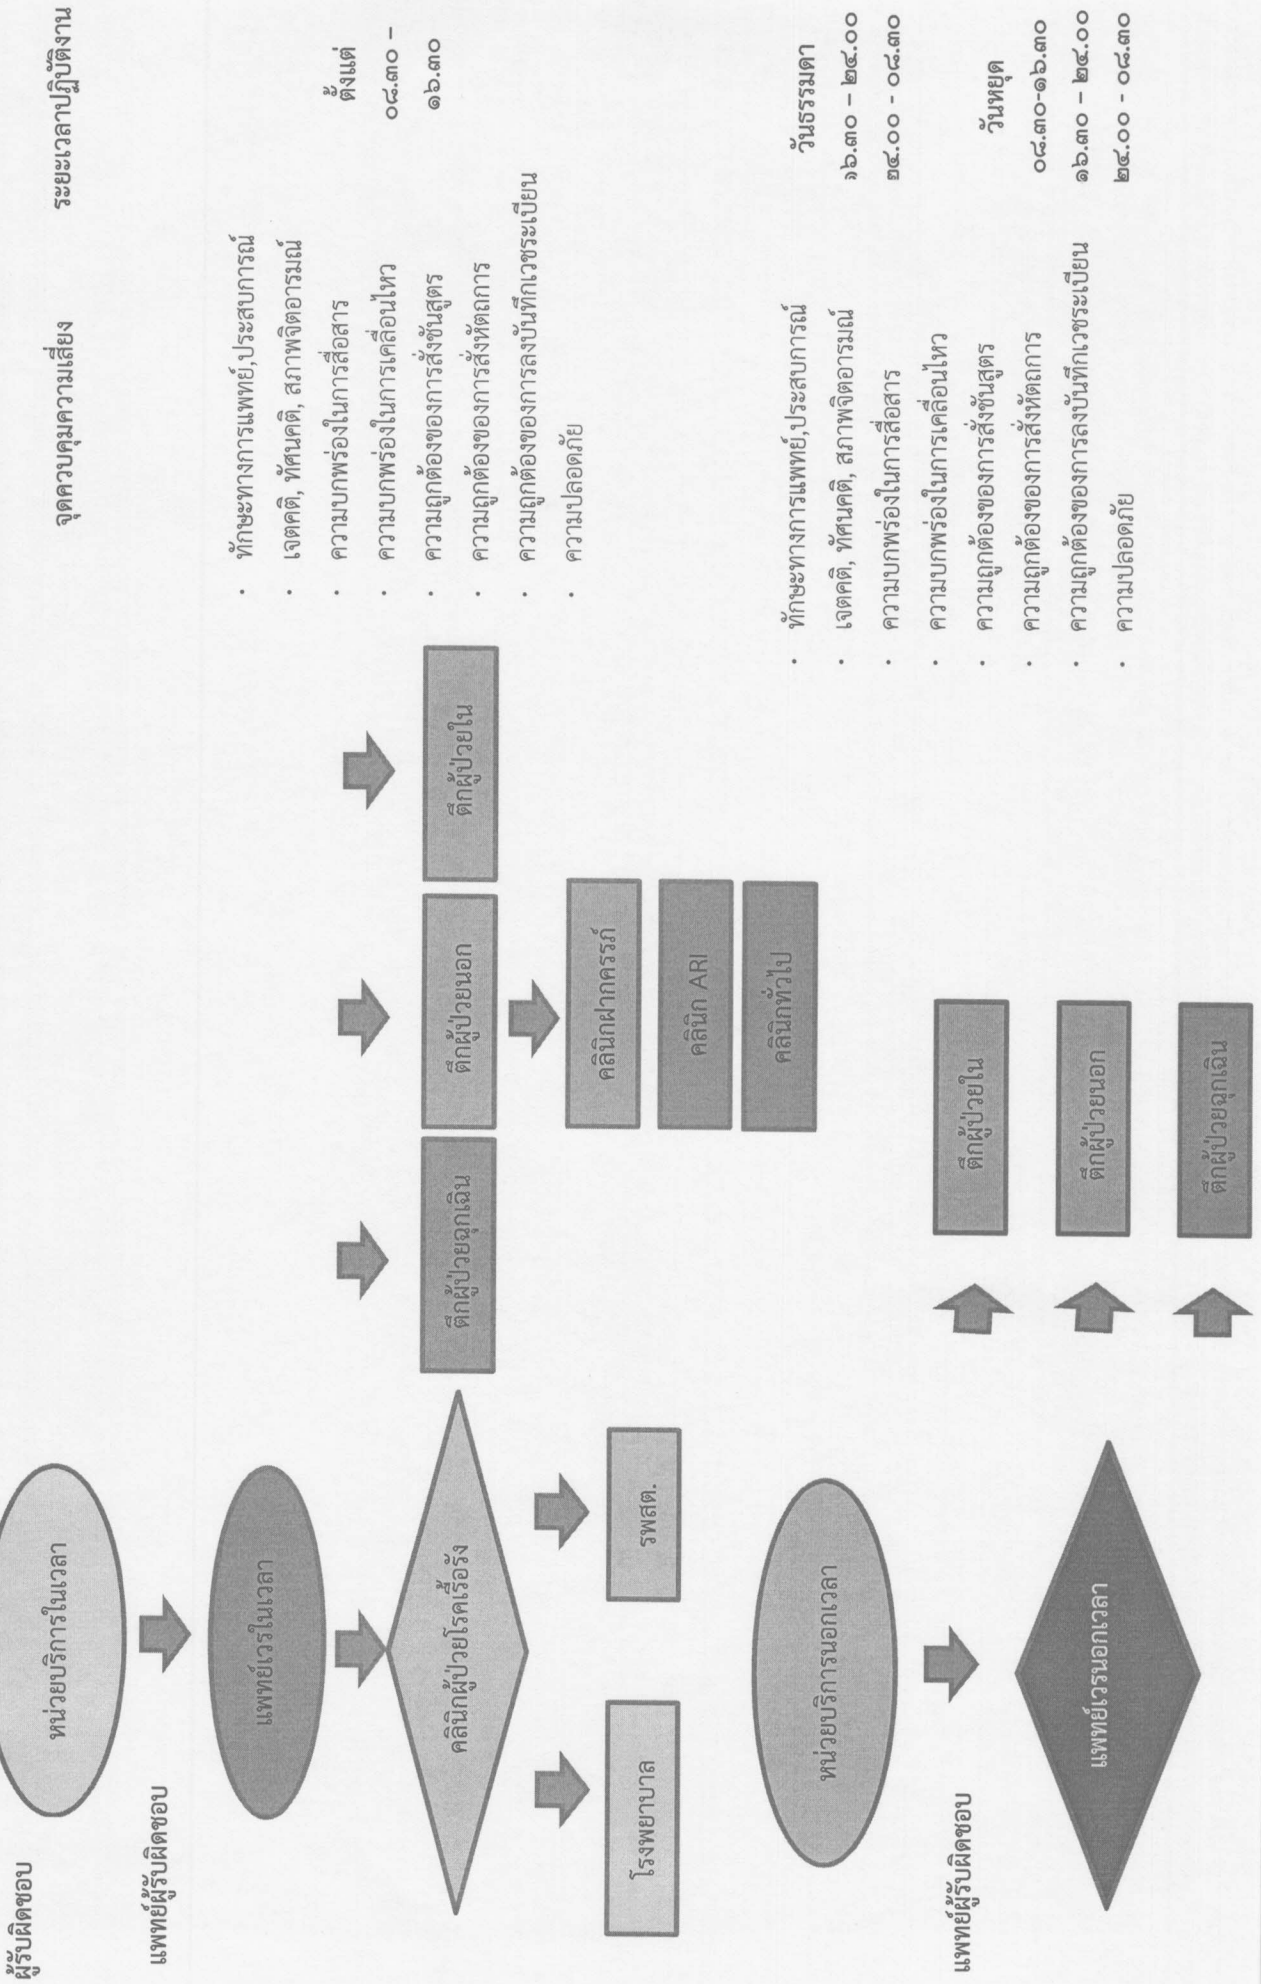 ผู้รับผิดชอบ
จุดควบคุมความเสี่ยง
ระยะเวลาปฏิบัติงาน
หน่วยบริการในเวลา
แพทย์ผู้รับผิดชอบ
แพทย์เวรในเวลา
คลินิกผู้ป่วยโรคเรื้อรัง
โรงพยาบาล
รพสต.
ตึกผู้ป่วยฉุกเฉิน
ตึกผู้ป่วยนอก
ตึกผู้ป่วยใน
คลินิกฝากครรภ์
คลินิก ARI
คลินิกทั่วไป
· ทักษะทางการแพทย์,ประสบการณ์
· เจตคติ, ทัศนคติ, สภาพจิตอารมณ์
· ความบกพร่องในการสื่อสาร
· ความบกพร่องในการเคลื่อนไหว
· ความถูกต้องของการสั่งชันสูตร
· ความถูกต้องของการสั่งหัตถการ
· ความถูกต้องของการลงบันทึกเวชระเบียน
· ความปลอดภัย
ตั้งแต่
๐๘.๓๐ –
๑๖.๓๐
หน่วยบริการนอกเวลา
แพทย์ผู้รับผิดชอบ
แพทย์เวรนอกเวลา
ตึกผู้ป่วยใน
ตึกผู้ป่วยนอก
ตึกผู้ป่วยฉุกเฉิน
· ทักษะทางการแพทย์,ประสบการณ์
· เจตคติ, ทัศนคติ, สภาพจิตอารมณ์
· ความบกพร่องในการสื่อสาร
· ความบกพร่องในการเคลื่อนไหว
· ความถูกต้องของการสั่งชันสูตร
· ความถูกต้องของการสั่งหัตถการ
· ความถูกต้องของการลงบันทึกเวชระเบียน
· ความปลอดภัย
วันธรรมดา
๑๖.๓๐ – ๒๔.๐๐
๒๔.๐๐ - ๐๘.๓๐
วันหยุด
๐๘.๓๐-๑๖.๓๐
๑๖.๓๐ – ๒๔.๐๐
๒๔.๐๐ - ๐๘.๓๐